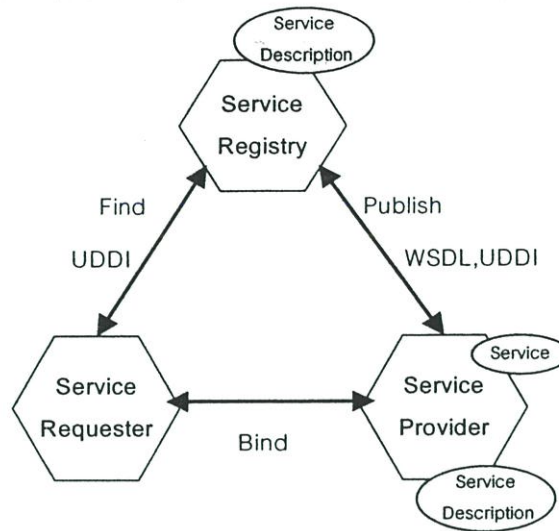 Service
Description
Service
Registry
Find
Publish
UDDI
WSDL,UDDI
Service
Service
Requester
Service
Provider
Bind
Service
Description